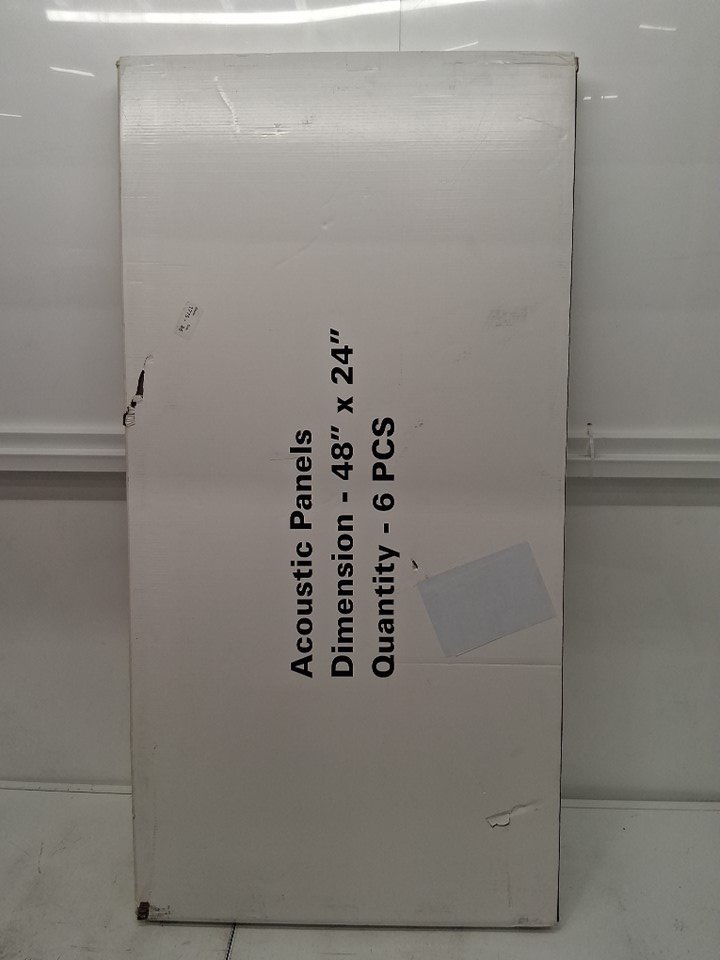 Acoustic Panels
Dimension - 48" x 24"
Quantity - 6 PCS